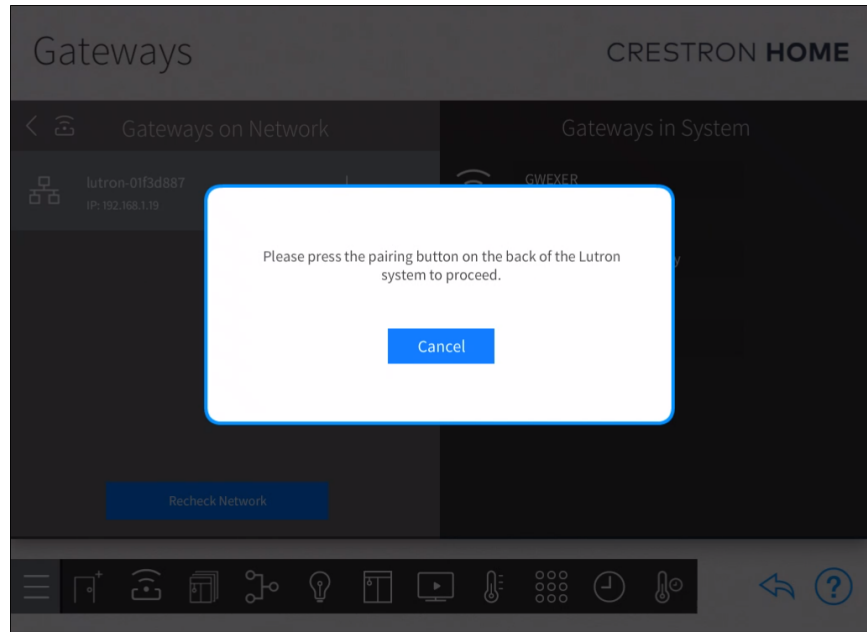 Gateways
CRESTRON HOME
Gateways on Network
Gateways in System
lutron-01f3d887
IP: 192.168.1.19
GWEXER
Please press the pairing button on the back of the Lutron
system to proceed.
y
Cancel
Recheck Network
?